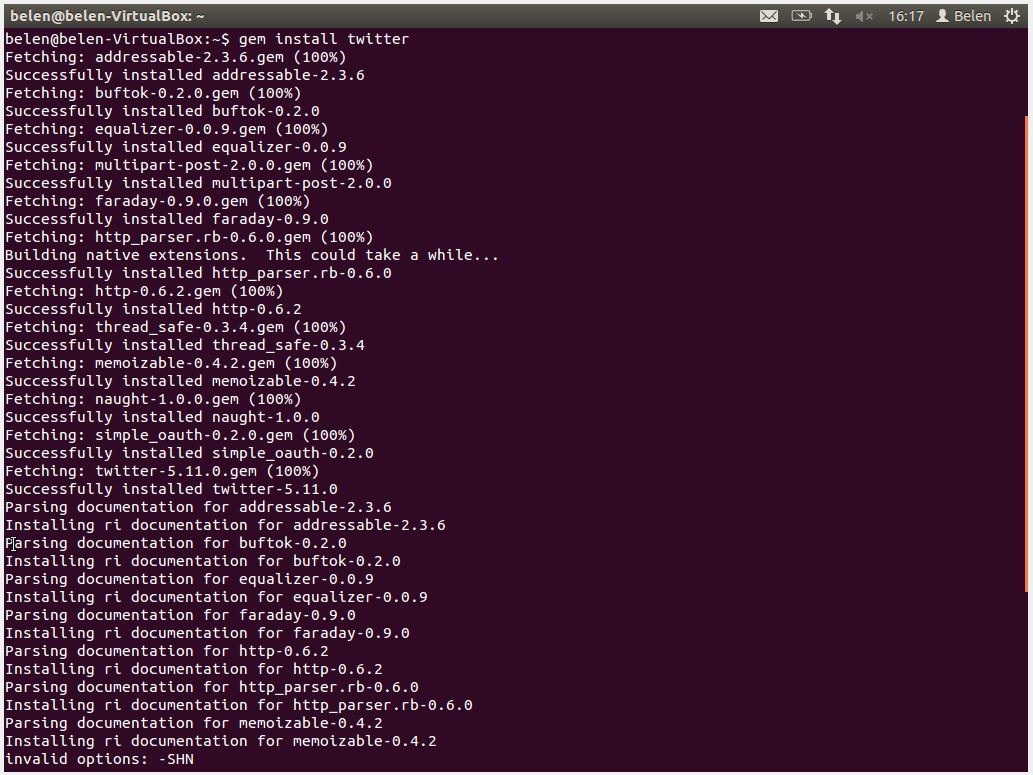 belen@belen-VirtualBox: ~ 16:17 Belen
belen@belen-VirtualBox:~$ gem install twitter
Fetching: addressable-2.3.6.gem (100%)
Successfully installed addressable-2.3.6
Fetching: buftok-0.2.0.gem (100%)
Successfully installed buftok-0.2.0
Fetching: equalizer-0.0.9.gem (100%)
Successfully installed equalizer-0.0.9
Fetching: multipart-post-2.0.0.gem (100%)
Successfully installed multipart-post-2.0.0
Fetching: faraday-0.9.0.gem (100%)
Successfully installed faraday-0.9.0
Fetching: http_parser.rb-0.6.0.gem (100%)
Building native extensions.  This could take a while...
Successfully installed http_parser.rb-0.6.0
Fetching: http-0.6.2.gem (100%)
Successfully installed http-0.6.2
Fetching: thread_safe-0.3.4.gem (100%)
Successfully installed thread_safe-0.3.4
Fetching: memoizable-0.4.2.gem (100%)
Successfully installed memoizable-0.4.2
Fetching: naught-1.0.0.gem (100%)
Successfully installed naught-1.0.0
Fetching: simple_oauth-0.2.0.gem (100%)
Successfully installed simple_oauth-0.2.0
Fetching: twitter-5.11.0.gem (100%)
Successfully installed twitter-5.11.0
Parsing documentation for addressable-2.3.6
Installing ri documentation for addressable-2.3.6
Parsing documentation for buftok-0.2.0
Installing ri documentation for buftok-0.2.0
Parsing documentation for equalizer-0.0.9
Installing ri documentation for equalizer-0.0.9
Parsing documentation for faraday-0.9.0
Installing ri documentation for faraday-0.9.0
Parsing documentation for http-0.6.2
Installing ri documentation for http-0.6.2
Parsing documentation for http_parser.rb-0.6.0
Installing ri documentation for http_parser.rb-0.6.0
Parsing documentation for memoizable-0.4.2
Installing ri documentation for memoizable-0.4.2
invalid options: -SHN